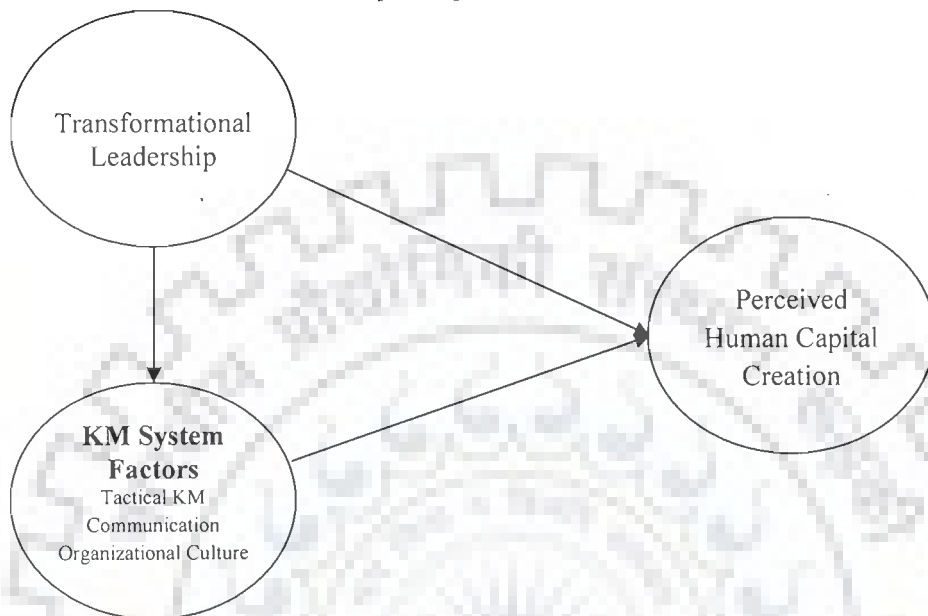 Transformational
Leadership
Perceived
Human Capital
Creation
KM System
Factors
Tactical KM
Communication
Organizational Culture